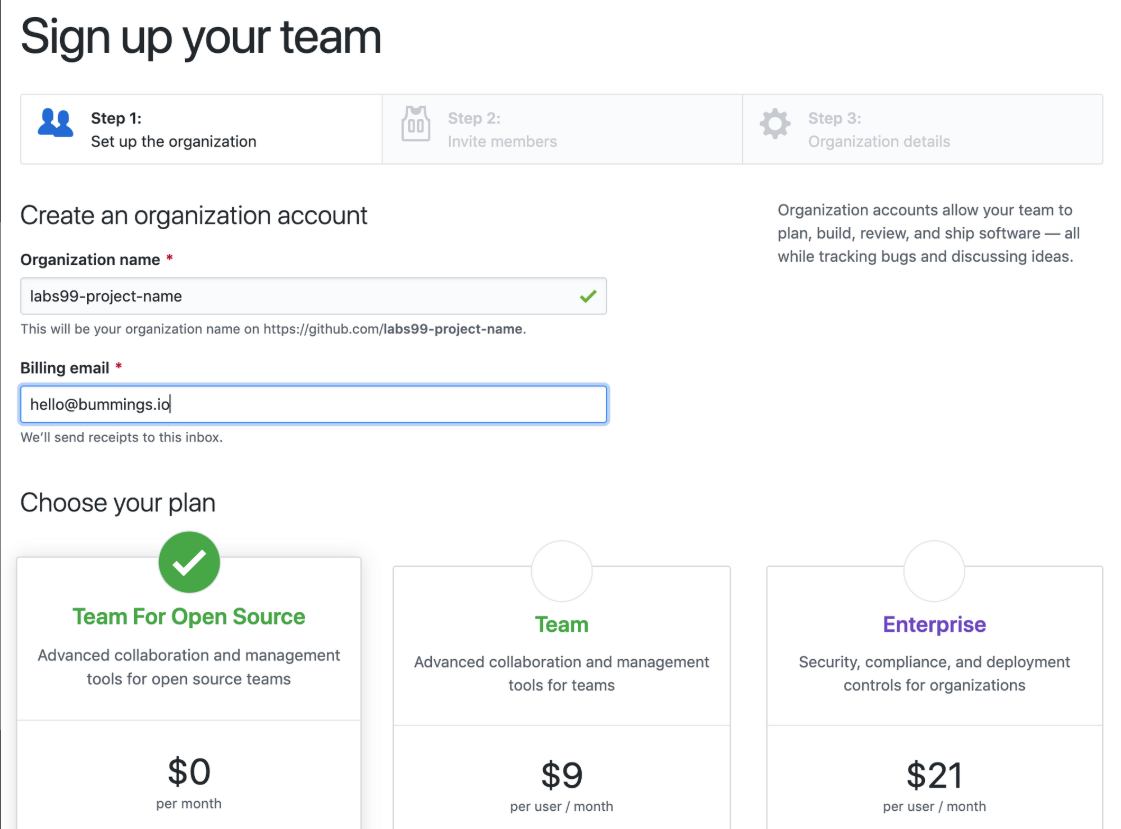 Sign up your team
Step 1:
Set up the organization
Step 2:
Invite members
Step 3:
Organization details
Create an organization account
Organization accounts allow your team to
plan, build, review, and ship software — all
while tracking bugs and discussing ideas.
Organization name *
labs99-project-name
This will be your organization name on https://github.com/labs99-project-name.
Billing email *
hello@bummings.io
We'll send receipts to this inbox.
Choose your plan
Team For Open Source
Advanced collaboration and management
tools for open source teams
$0
per month
Team
Advanced collaboration and management
tools for teams
$9
per user / month
Enterprise
Security, compliance, and deployment
controls for organizations
$21
per user / month